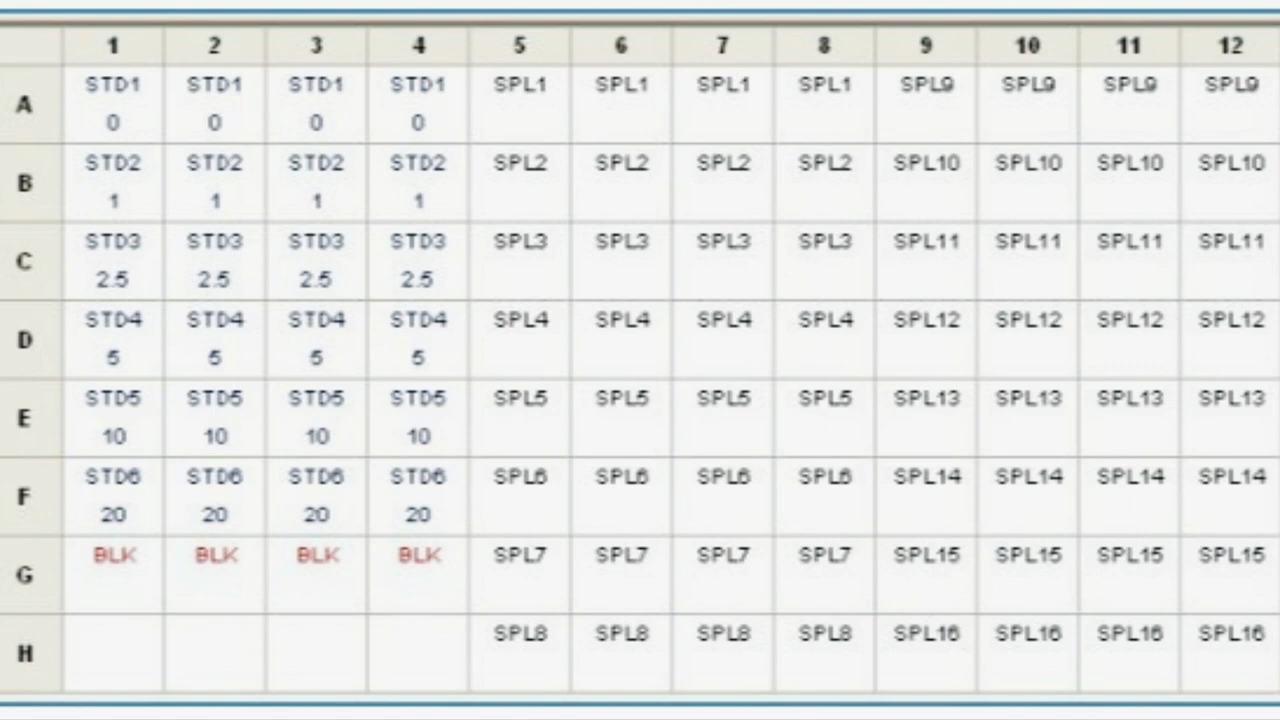 1 2 3 4 5 6 7 8 9 10 11 12
A STD1 STD1 STD1 STD1 SPL1 SPL1 SPL1 SPL1 SPL9 SPL9 SPL9 SPL9
0 0 0 0
B STD2 STD2 STD2 STD2 SPL2 SPL2 SPL2 SPL2 SPL10 SPL10 SPL10 SPL10
1 1 1 1
C STD3 STD3 STD3 STD3 SPL3 SPL3 SPL3 SPL3 SPL11 SPL11 SPL11 SPL11
2.5 2.5 2.5 2.5
D STD4 STD4 STD4 STD4 SPL4 SPL4 SPL4 SPL4 SPL12 SPL12 SPL12 SPL12
5 5 5 5
E STD5 STD5 STD5 STD5 SPL5 SPL5 SPL5 SPL5 SPL13 SPL13 SPL13 SPL13
10 10 10 10
F STD6 STD6 STD6 STD6 SPL6 SPL6 SPL6 SPL6 SPL14 SPL14 SPL14 SPL14
20 20 20 20
G BLK BLK BLK BLK SPL7 SPL7 SPL7 SPL7 SPL15 SPL15 SPL15 SPL15
H SPL8 SPL8 SPL8 SPL8 SPL16 SPL16 SPL16 SPL16